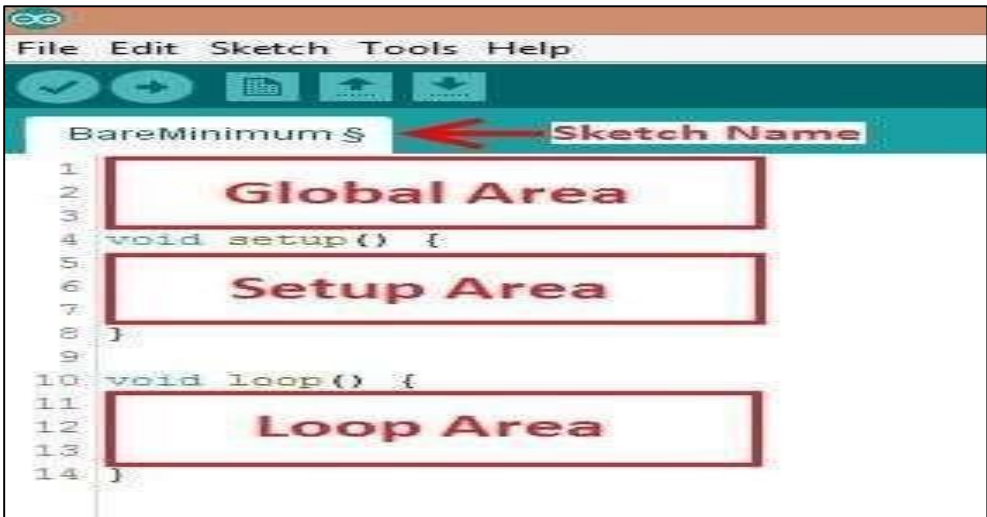 File Edit Sketch Tools Help
BareMinimum § Sketch Name
1
2 Global Area
3
4 void setup() {
5
6 Setup Area
7
8 }
9
10 void loop() {
11
12 Loop Area
13
14 }